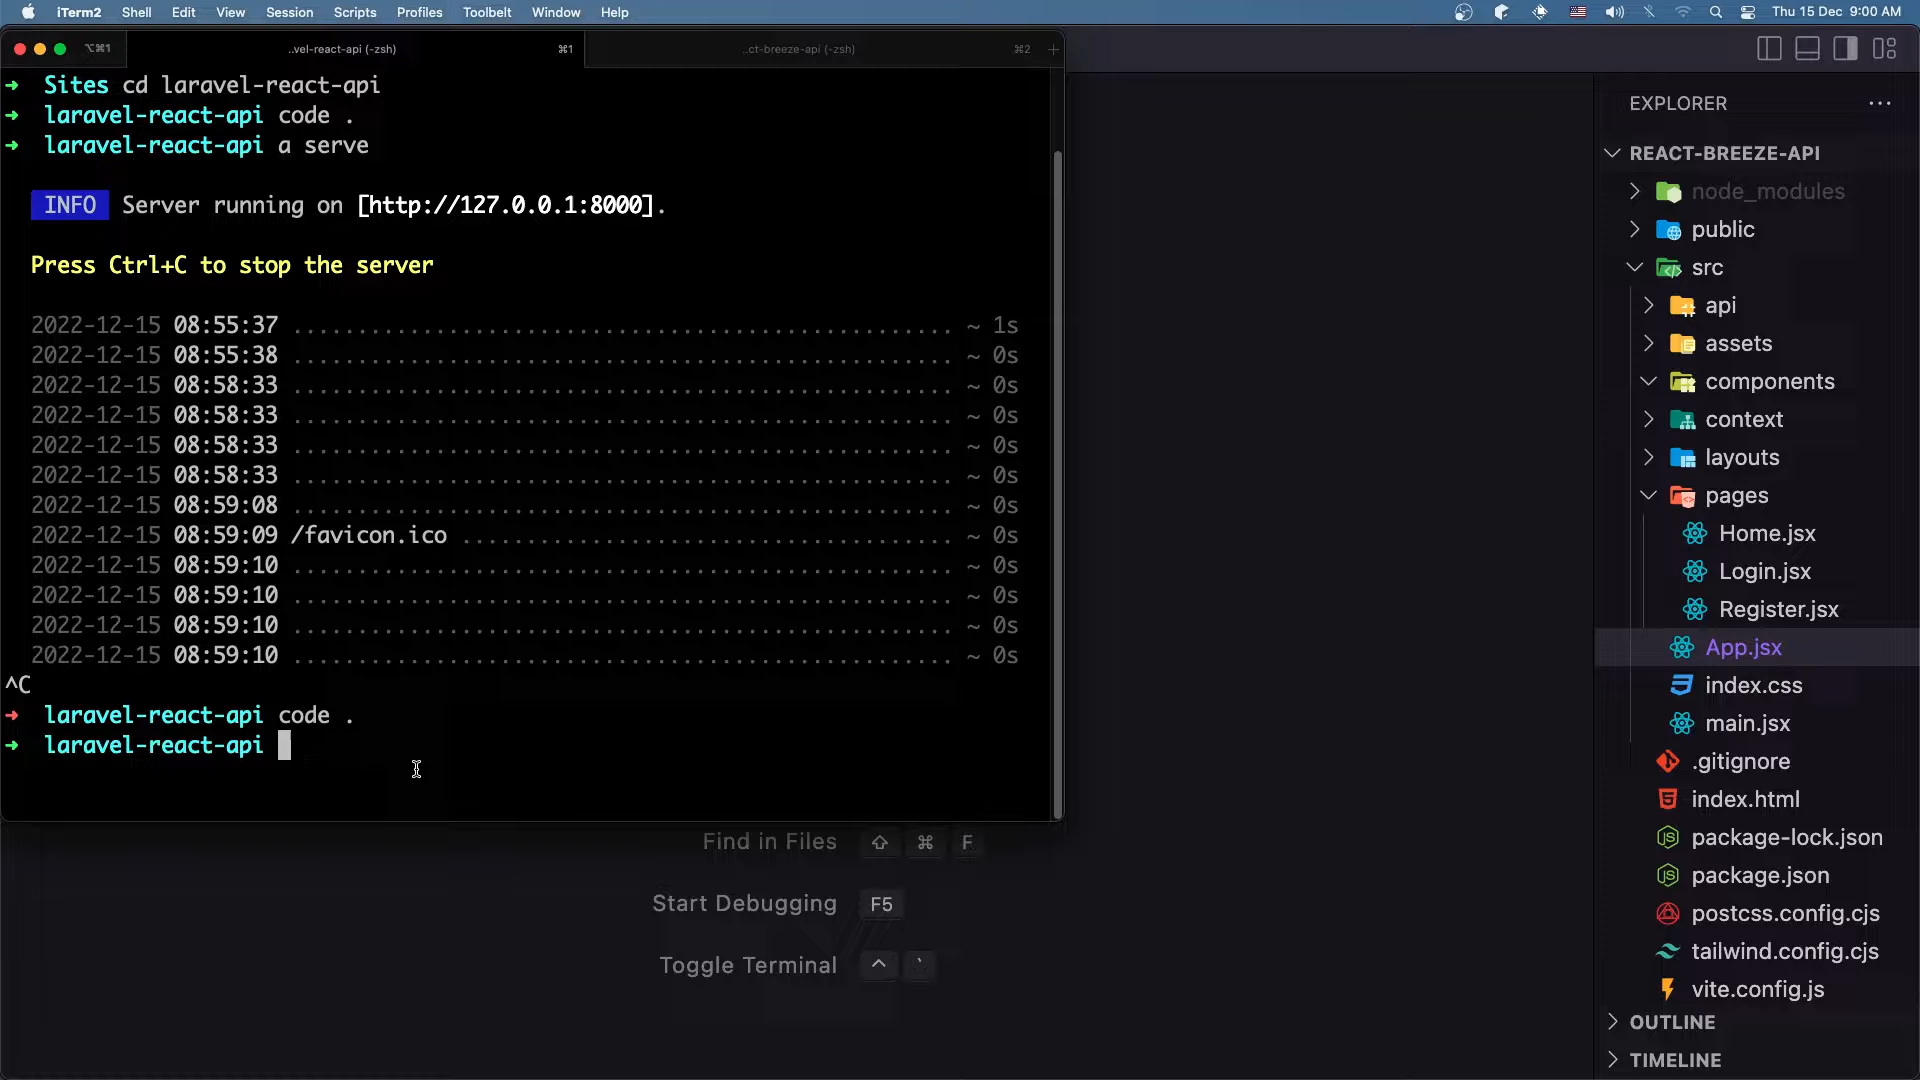 iTerm2 Shell Edit View Session Scripts Profiles Toolbelt Window Help Thu 15 Dec 9:00 AM
⌥⌘1 ..vel-react-api (-zsh) ⌘1 ..ct-breeze-api (-zsh) ⌘2 +
→ Sites cd laravel-react-api
→ laravel-react-api code .
→ laravel-react-api a serve
INFO Server running on [http://127.0.0.1:8000].
Press Ctrl+C to stop the server
2022-12-15 08:55:37 ................................................... ~ 1s
2022-12-15 08:55:38 ................................................... ~ 0s
2022-12-15 08:58:33 ................................................... ~ 0s
2022-12-15 08:58:33 ................................................... ~ 0s
2022-12-15 08:58:33 ................................................... ~ 0s
2022-12-15 08:58:33 ................................................... ~ 0s
2022-12-15 08:59:08 ................................................... ~ 0s
2022-12-15 08:59:09 /favicon.ico ...................................... ~ 0s
2022-12-15 08:59:10 ................................................... ~ 0s
2022-12-15 08:59:10 ................................................... ~ 0s
2022-12-15 08:59:10 ................................................... ~ 0s
2022-12-15 08:59:10 ................................................... ~ 0s
^C
→ laravel-react-api code .
→ laravel-react-api
Find in Files ⇧ ⌘ F
Start Debugging F5
Toggle Terminal ^ `
EXPLORER ...
REACT-BREEZE-API
node_modules
public
src
api
assets
components
context
layouts
pages
Home.jsx
Login.jsx
Register.jsx
App.jsx
index.css
main.jsx
.gitignore
index.html
package-lock.json
package.json
postcss.config.cjs
tailwind.config.cjs
vite.config.js
OUTLINE
TIMELINE